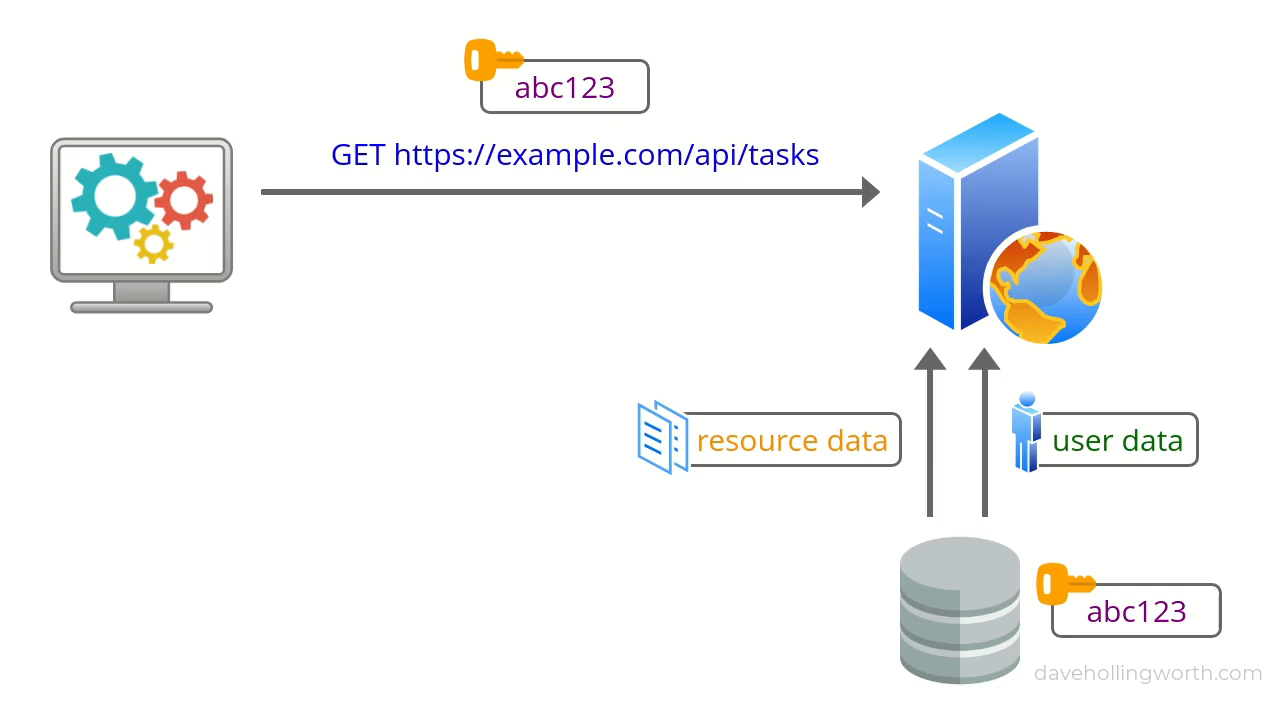 abc123
GET https://example.com/api/tasks
resource data
user data
abc123
davehollingworth.com